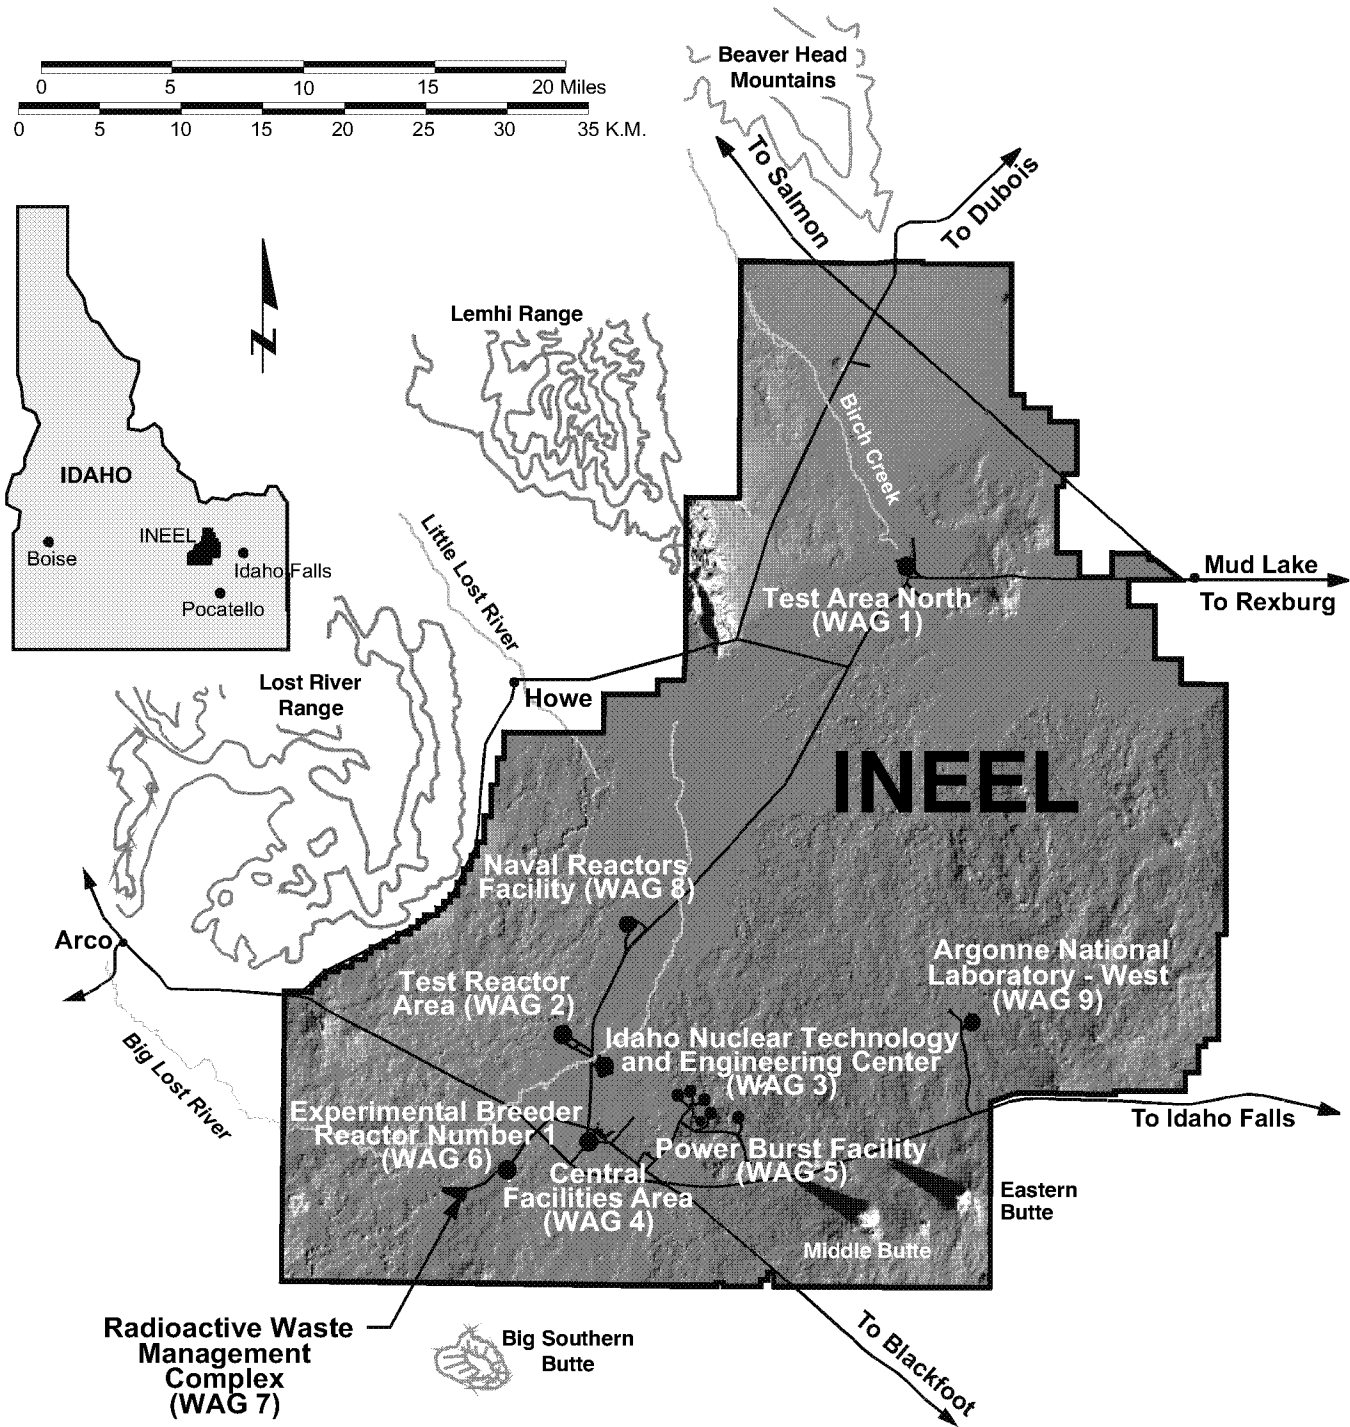 Beaver Head
Mountains
0 5 10 15 20 Miles
0 5 10 15 20 25 30 35 K.M.
To Salmon
To Dubois
N
Lemhi Range
Birch Creek
IDAHO
INEEL
Boise
Idaho Falls
Pocatello
Little Lost River
Mud Lake
To Rexburg
Test Area North
(WAG 1)
Lost River
Range
Howe
INEEL
Naval Reactors
Facility (WAG 8)
Arco
Argonne National
Laboratory - West
(WAG 9)
Test Reactor
Area (WAG 2)
Idaho Nuclear Technology
and Engineering Center
(WAG 3)
Big Lost River
Experimental Breeder
Reactor Number 1
(WAG 6)
To Idaho Falls
Power Burst Facility
(WAG 5)
Central
Facilities Area
(WAG 4)
Eastern
Butte
Middle Butte
Radioactive Waste
Management
Complex
(WAG 7)
Big Southern
Butte
To Blackfoot